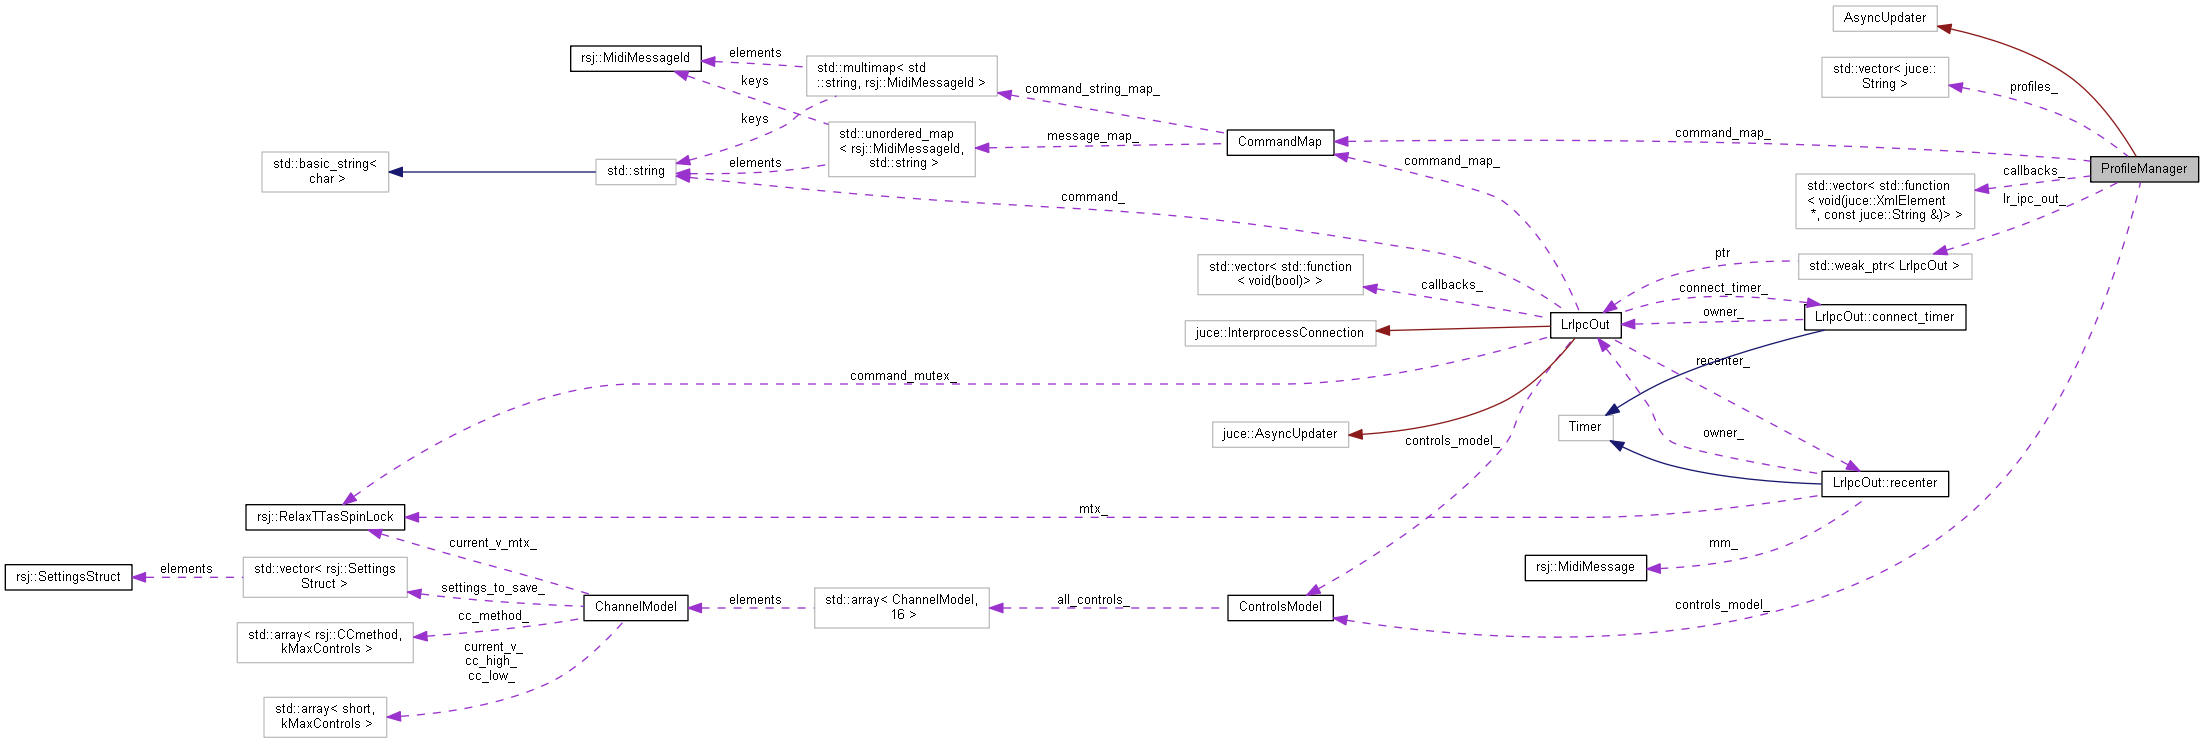 AsyncUpdater
rsj::MidiMessageId
elements
std::multimap< std
::string, rsj::MidiMessageId >
keys
command_string_map_
std::vector< juce::
String >
profiles_
keys
std::unordered_map
< rsj::MidiMessageId,
std::string >
message_map_
CommandMap
command_map_
std::basic_string<
char >
std::string
elements
command_map_
ProfileManager
callbacks_
std::vector< std::function
< void(juce::XmlElement
*, const juce::String &)> >
lr_ipc_out_
command_
std::vector< std::function
< void(bool)> >
callbacks_
ptr
std::weak_ptr< LrIpcOut >
connect_timer_
owner_
LrIpcOut::connect_timer
juce::InterprocessConnection
LrIpcOut
command_mutex_
recenter_
juce::AsyncUpdater
controls_model_
Timer
owner_
LrIpcOut::recenter
rsj::RelaxTTasSpinLock
mtx_
current_v_mtx_
mm_
rsj::SettingsStruct
elements
std::vector< rsj::Settings
Struct >
settings_to_save_
rsj::MidiMessage
ChannelModel
elements
std::array< ChannelModel,
16 >
all_controls_
ControlsModel
controls_model_
cc_method_
std::array< rsj::CCmethod,
kMaxControls >
current_v_
cc_high_
cc_low_
std::array< short,
kMaxControls >